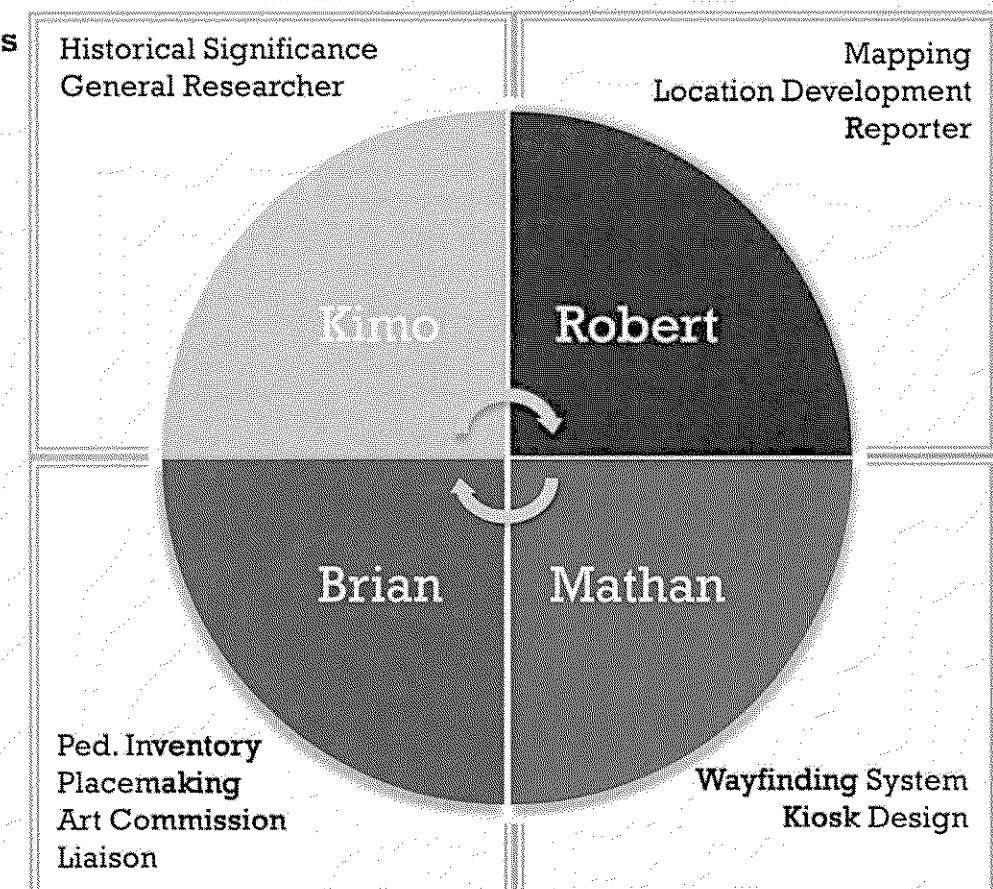 s
Historical Significance
General Researcher
Mapping
Location Development
Reporter
Kimo
Robert
Brian
Mathan
Ped. Inventory
Placemaking
Art Commission
Liaison
Wayfinding System
Kiosk Design